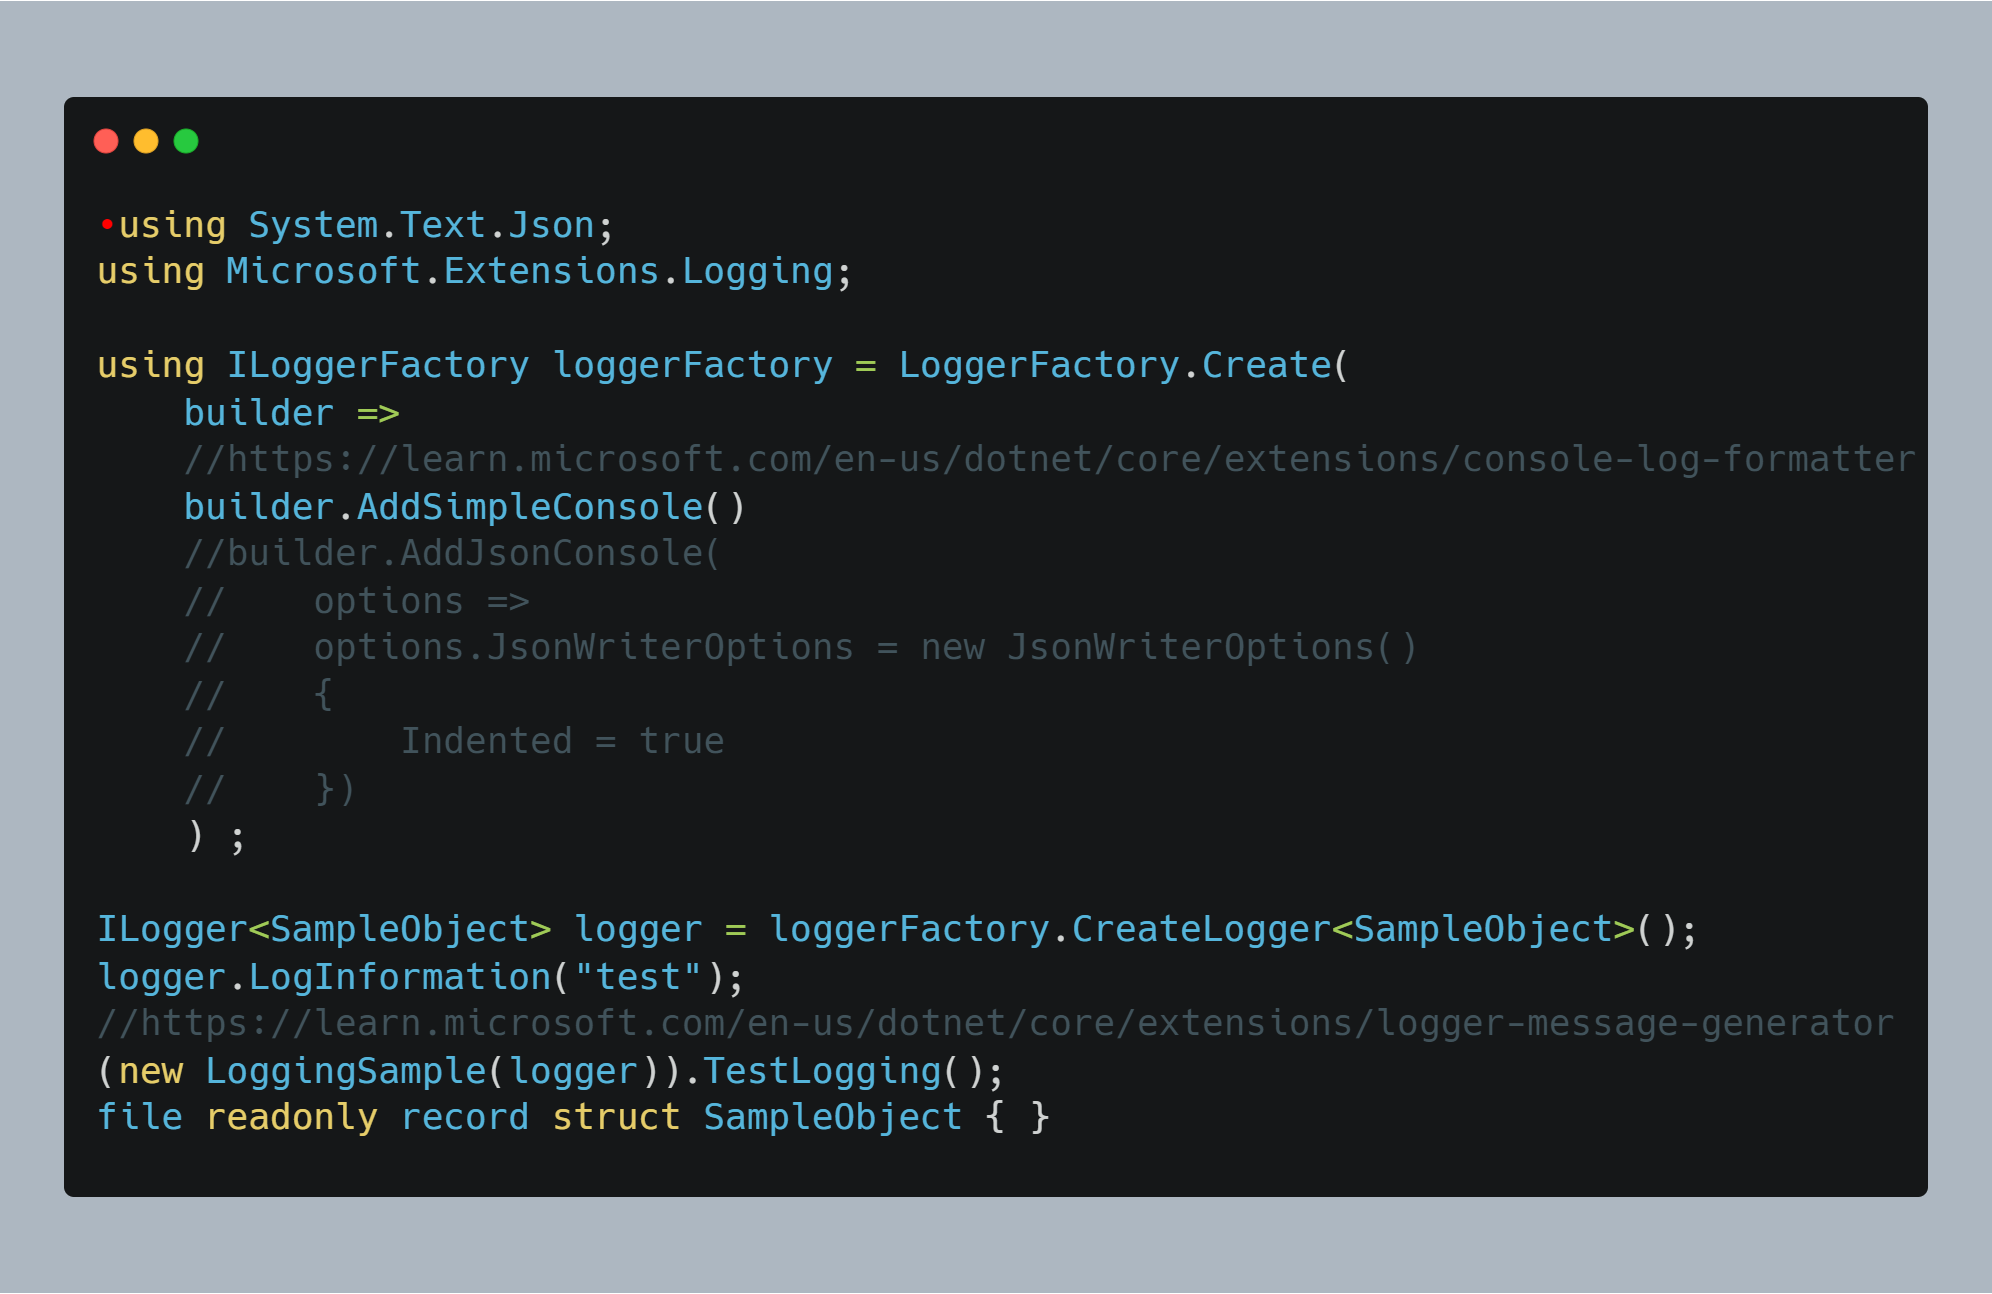 •using System.Text.Json;
using Microsoft.Extensions.Logging;

using ILoggerFactory loggerFactory = LoggerFactory.Create(
    builder =>
    //https://learn.microsoft.com/en-us/dotnet/core/extensions/console-log-formatter
    builder.AddSimpleConsole()
    //builder.AddJsonConsole(
    //    options =>
    //    options.JsonWriterOptions = new JsonWriterOptions()
    //    {
    //        Indented = true
    //    })
    ) ;

ILogger<SampleObject> logger = loggerFactory.CreateLogger<SampleObject>();
logger.LogInformation("test");
//https://learn.microsoft.com/en-us/dotnet/core/extensions/logger-message-generator
(new LoggingSample(logger)).TestLogging();
file readonly record struct SampleObject { }